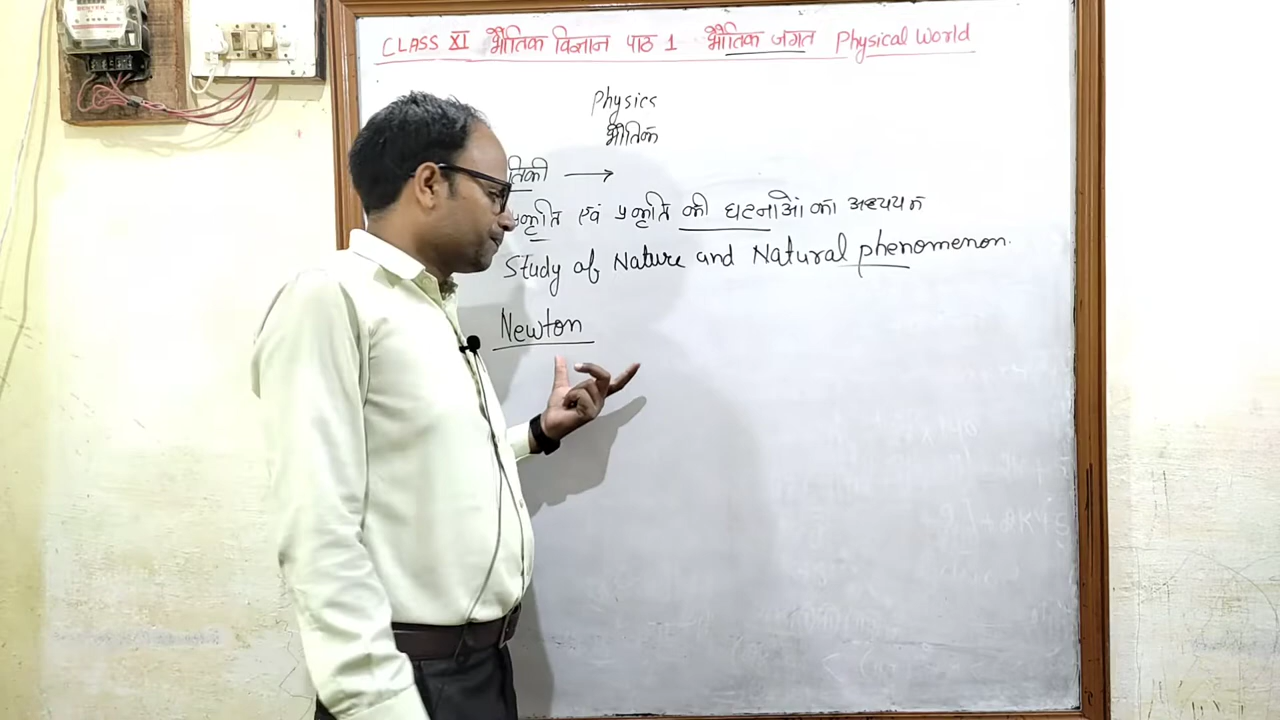 CLASS XI भौतिक विज्ञान पाठ 1 भौतिक जगत Physical World
Physics
भौतिक
तिकी →
प्रकृति एवं प्रकृति की घटनाओं का अध्ययन
Study of Nature and Natural phenomenon.
Newton